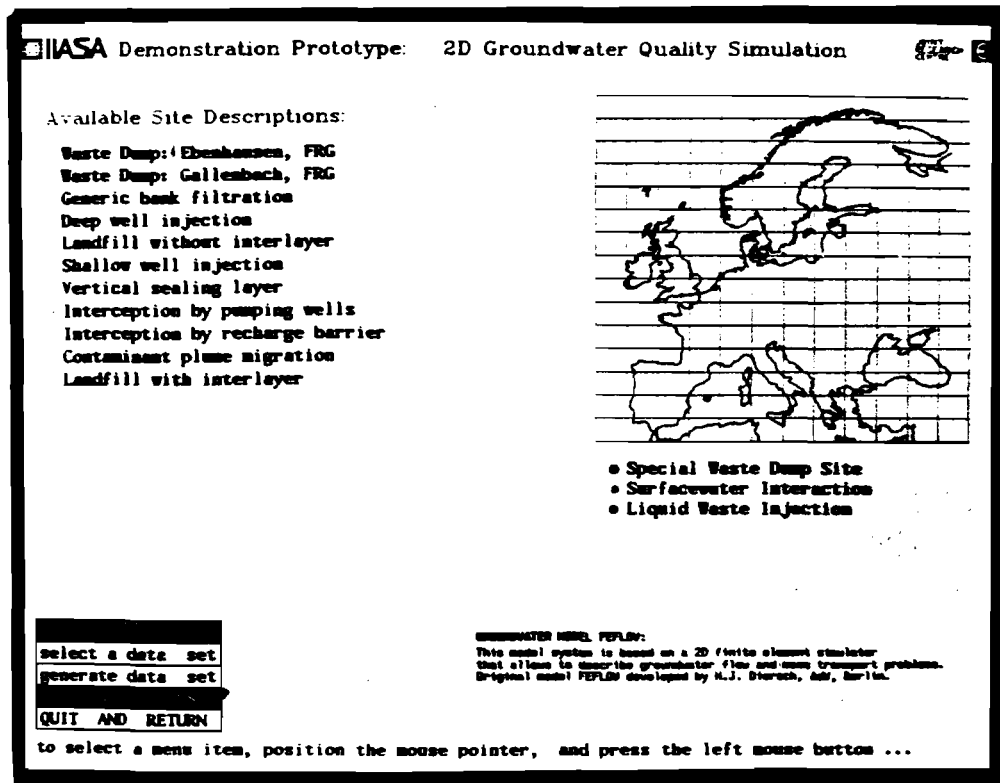 IIASA Demonstration Prototype: 2D Groundwater Quality Simulation
Available Site Descriptions:
Waste Dump: Ebenhausen, FRG
Waste Dump: Gallenbach, FRG
Generic bank filtration
Deep well injection
Landfill without interlayer
Shallow well injection
Vertical sealing layer
Interception by pumping wells
Interception by recharge barrier
Contaminant plume migration
Landfill with interlayer
Special Waste Dump Site
Surfacewater Interaction
Liquid Waste Injection
GROUNDWATER MODEL FEFLOW:
This model system is based on a 2D finite element simulator
that allows to describe groundwater flow and mass transport problems.
Original model FEFLOW developed by H.J. Diersch, AdW, Berlin.
select a data set
generate data set
QUIT AND RETURN
to select a menu item, position the mouse pointer, and press the left mouse button ...